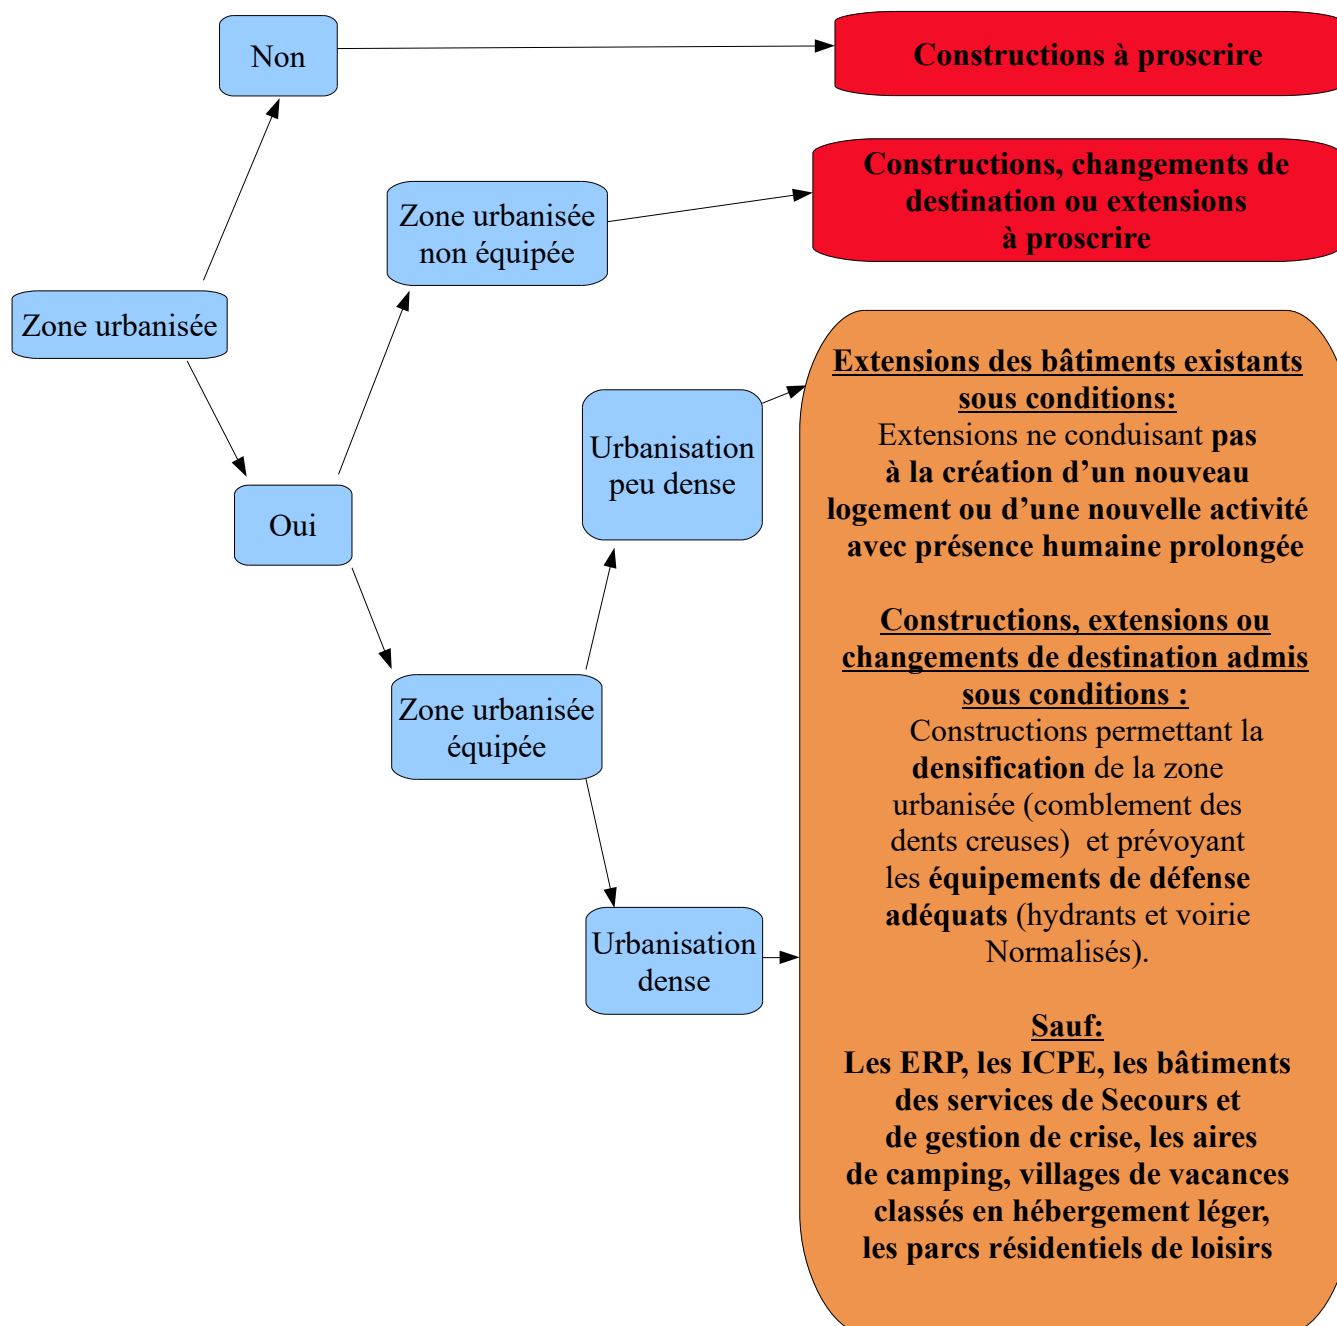 Non
Constructions à proscrire
Zone urbanisée
non équipée
Constructions, changements de
destination ou extensions
à proscrire
Zone urbanisée
Oui
Urbanisation
peu dense
Zone urbanisée
équipée
Urbanisation
dense
Extensions des bâtiments existants
sous conditions:
Extensions ne conduisant pas
à la création d’un nouveau
logement ou d’une nouvelle activité
avec présence humaine prolongée
Constructions, extensions ou
changements de destination admis
sous conditions :
Constructions permettant la
densification de la zone
urbanisée (comblement des
dents creuses)  et prévoyant
les équipements de défense
adéquats (hydrants et voirie
Normalisés).
Sauf:
Les ERP, les ICPE, les bâtiments
des services de Secours et
de gestion de crise, les aires
de camping, villages de vacances
classés en hébergement léger,
les parcs résidentiels de loisirs